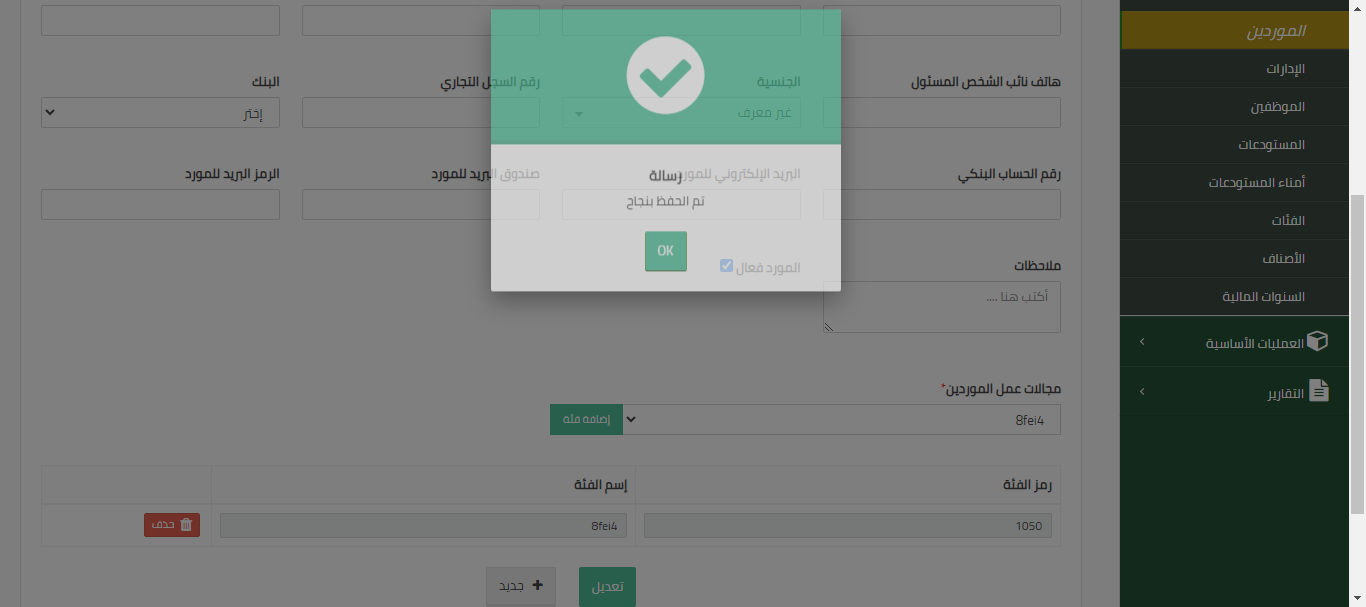 الموردين
الإدارات
الموظفين
المستودعات
أمناء المستودعات
الفئات
الأصناف
السنوات المالية
العمليات الأساسية
التقارير
هاتف نائب الشخص المسئول
الجنسية
رقم السجل التجاري
البنك
غير معرف
إختر
رقم الحساب البنكي
البريد الإلكتروني للمورد
صندوق البريد للمورد
الرمز البريد للمورد
رسالة
تم الحفظ بنجاح
OK
ملاحظات
المورد فعال
أكتب هنا ....
مجالات عمل الموردين*
8fei4
إضافة فئة
رمز الفئة
إسم الفئة
1050
8fei4
حذف
تعديل
جديد